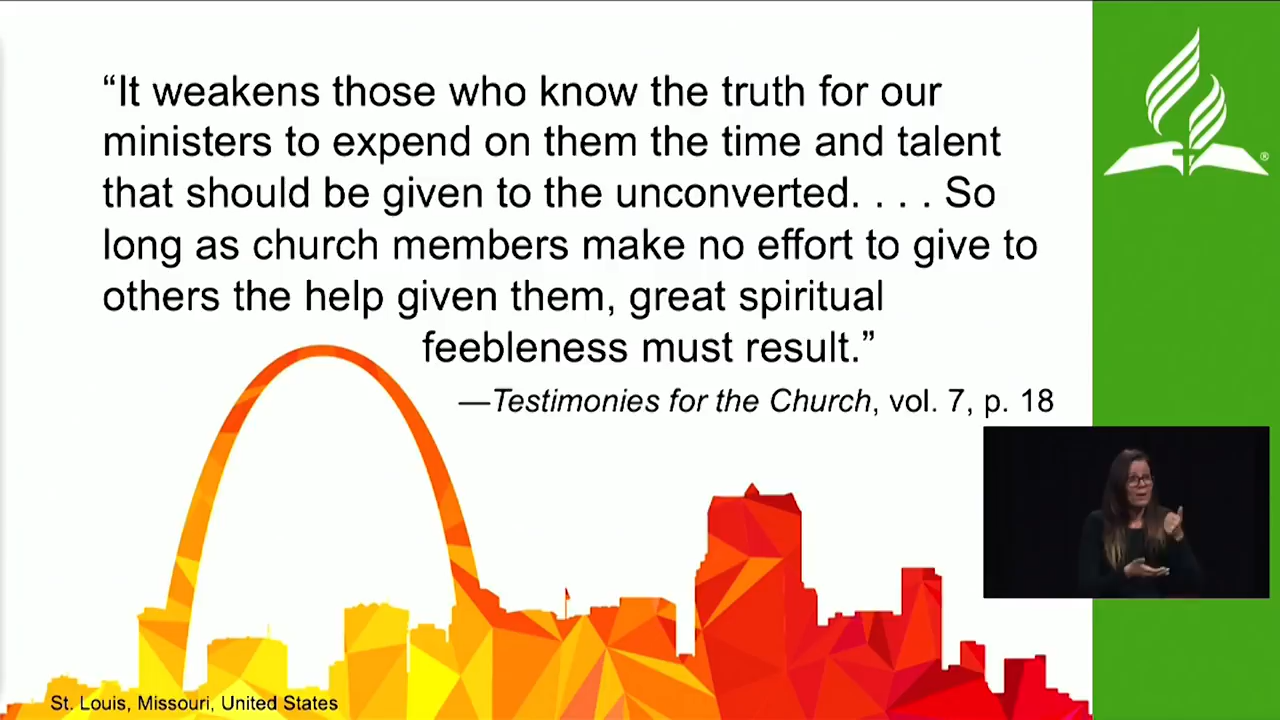 “It weakens those who know the truth for our
ministers to expend on them the time and talent
that should be given to the unconverted. . . . So
long as church members make no effort to give to
others the help given them, great spiritual
feebleness must result.”
—Testimonies for the Church, vol. 7, p. 18
St. Louis, Missouri, United States
®